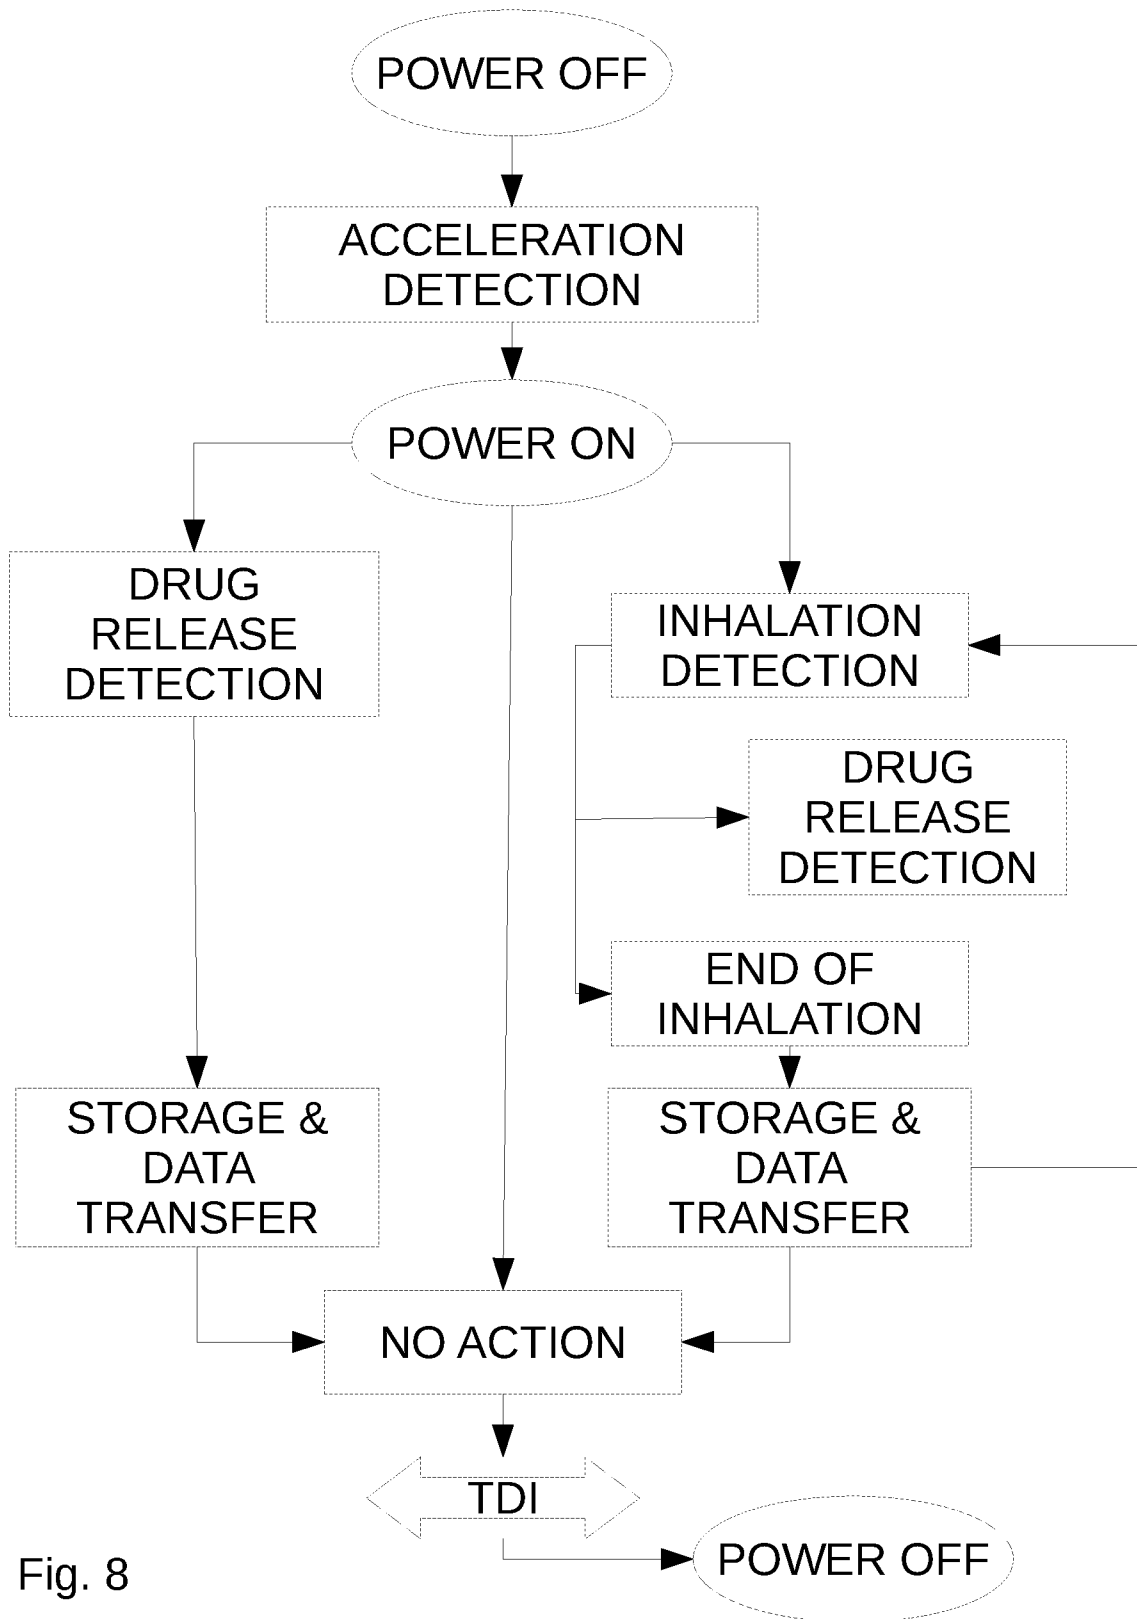 POWER OFF
ACCELERATION
DETECTION
POWER ON
DRUG
RELEASE
DETECTION
INHALATION
DETECTION
DRUG
RELEASE
DETECTION
END OF
INHALATION
STORAGE &
DATA
TRANSFER
STORAGE &
DATA
TRANSFER
NO ACTION
TDI
POWER OFF
Fig. 8